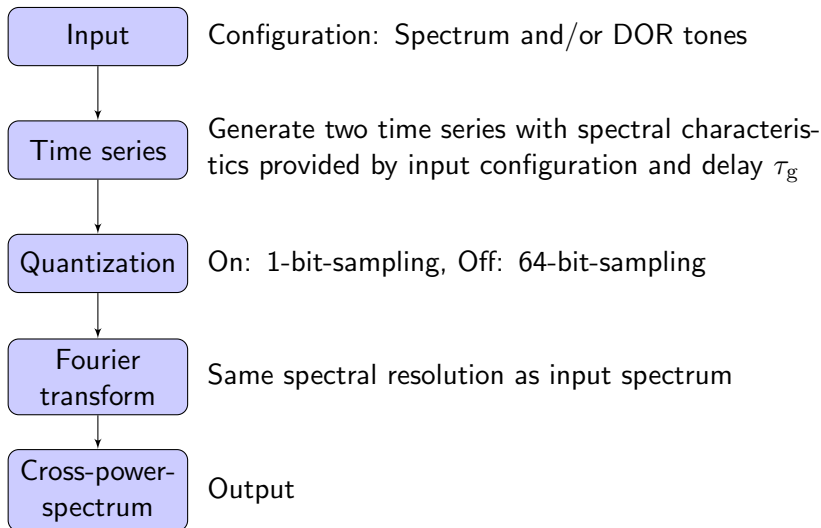 Input
Configuration: Spectrum and/or DOR tones
Time series
Generate two time series with spectral characteris-
tics provided by input configuration and delay τg
Quantization
On: 1-bit-sampling, Off: 64-bit-sampling
Fourier
transform
Same spectral resolution as input spectrum
Cross-power-
spectrum
Output